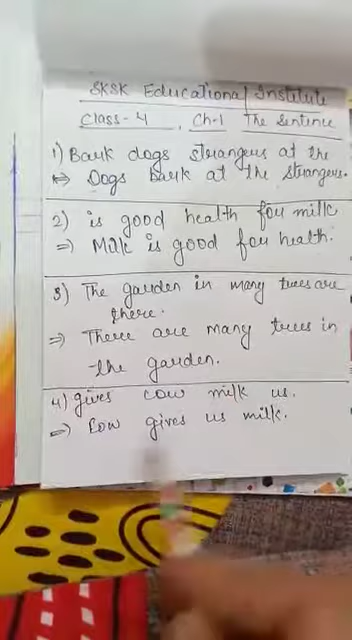 SKSK Educational Institute
Class-4, Ch-1 The Sentence
1) Bark dogs strangers at the
=> Dogs bark at the strangers.
2) is good health for milk
=> Milk is good for health.
3) The garden in many trees are
there.
=> There are many trees in
the garden.
4) gives cow milk us.
=> Cow gives us milk.